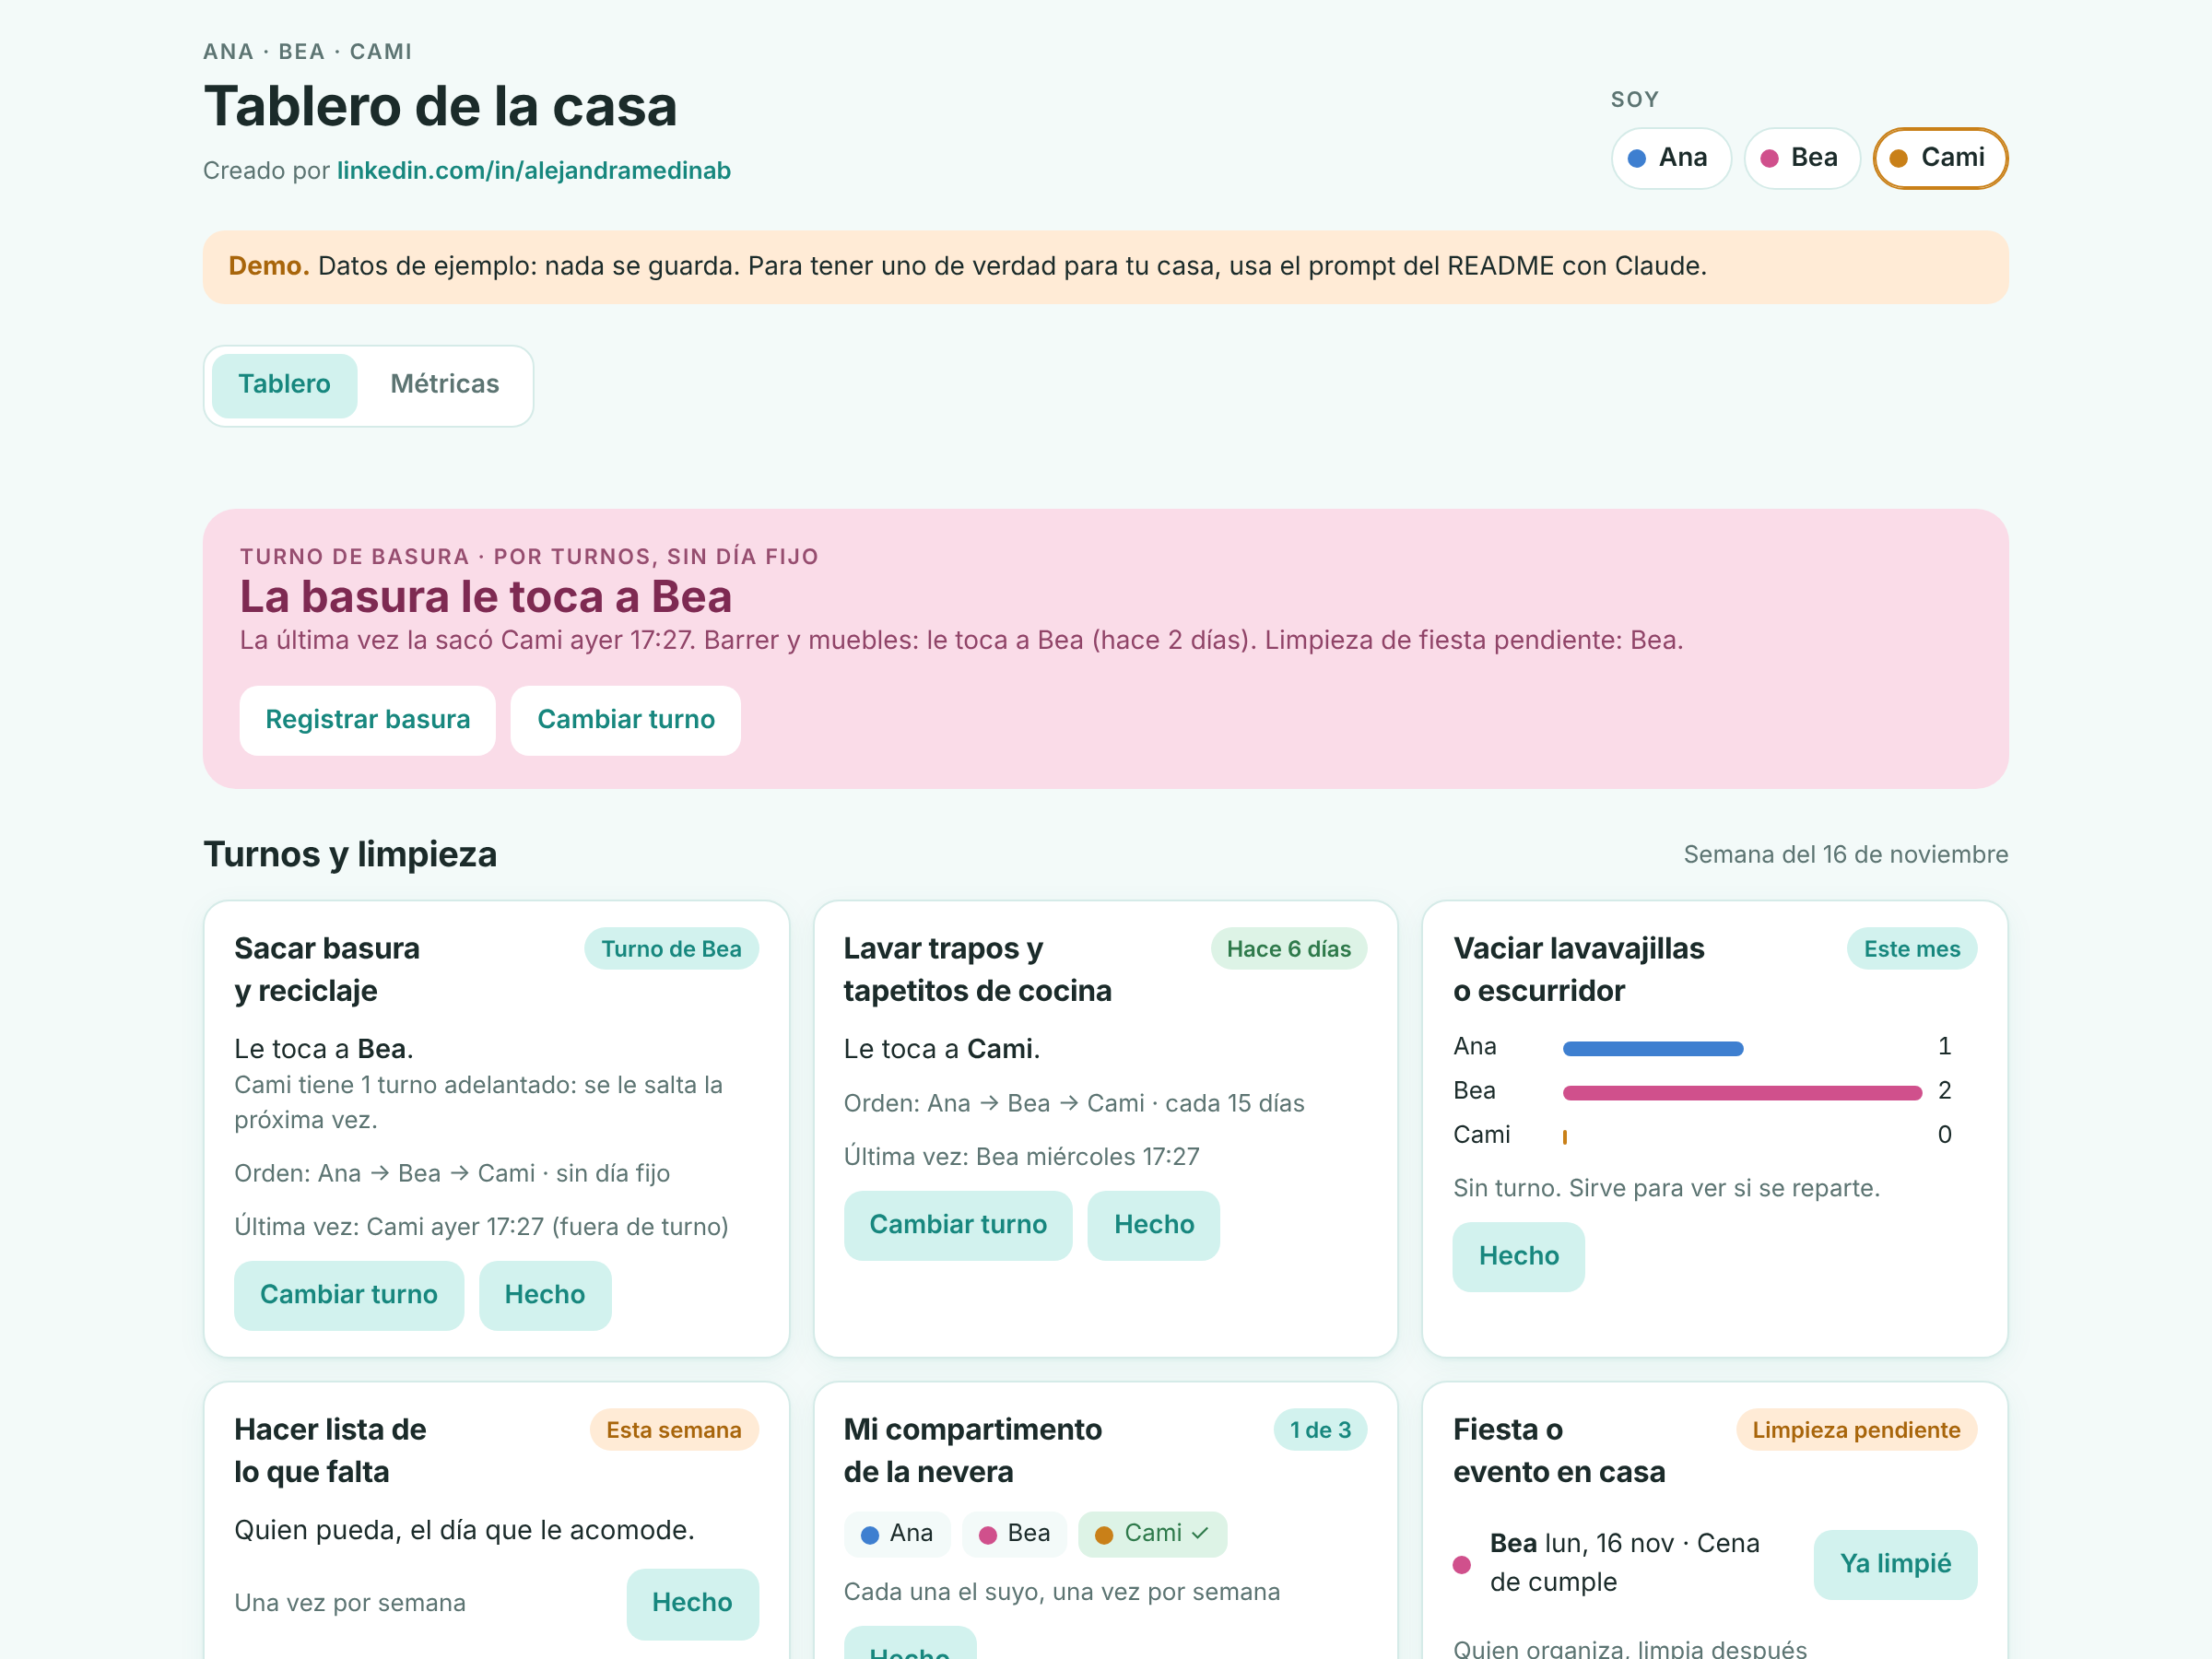 ANA · BEA · CAMI
Tablero de la casa
Creado por linkedin.com/in/alejandramedinab
SOY
Ana
Bea
Cami
Demo. Datos de ejemplo: nada se guarda. Para tener uno de verdad para tu casa, usa el prompt del README con Claude.
Tablero
Métricas
TURNO DE BASURA · POR TURNOS, SIN DÍA FIJO
La basura le toca a Bea
La última vez la sacó Cami ayer 17:27. Barrer y muebles: le toca a Bea (hace 2 días). Limpieza de fiesta pendiente: Bea.
Registrar basura
Cambiar turno
Turnos y limpieza
Semana del 16 de noviembre
Sacar basura
y reciclaje
Turno de Bea
Le toca a Bea.
Cami tiene 1 turno adelantado: se le salta la
próxima vez.
Orden: Ana → Bea → Cami · sin día fijo
Última vez: Cami ayer 17:27 (fuera de turno)
Cambiar turno
Hecho
Lavar trapos y
tapetitos de cocina
Hace 6 días
Le toca a Cami.
Orden: Ana → Bea → Cami · cada 15 días
Última vez: Bea miércoles 17:27
Cambiar turno
Hecho
Vaciar lavavajillas
o escurridor
Este mes
Ana 1
Bea 2
Cami 0
Sin turno. Sirve para ver si se reparte.
Hecho
Hacer lista de
lo que falta
Esta semana
Quien pueda, el día que le acomode.
Una vez por semana
Hecho
Mi compartimento
de la nevera
1 de 3
Ana
Bea
Cami ✓
Cada una el suyo, una vez por semana
Hecho
Fiesta o
evento en casa
Limpieza pendiente
Bea lun, 16 nov · Cena
de cumple
Ya limpié
Quien organiza, limpia después